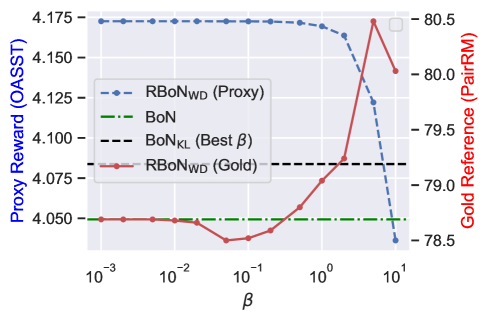 Proxy Reward (OASST)
4.175
4.150
4.125
4.100
4.075
4.050
RBoN_WD (Proxy)
BoN
BoN_KL (Best β)
RBoN_WD (Gold)
80.5
80.0
79.5
79.0
78.5
Gold Reference (PairRM)
10⁻³
10⁻²
10⁻¹
10⁰
10¹
β